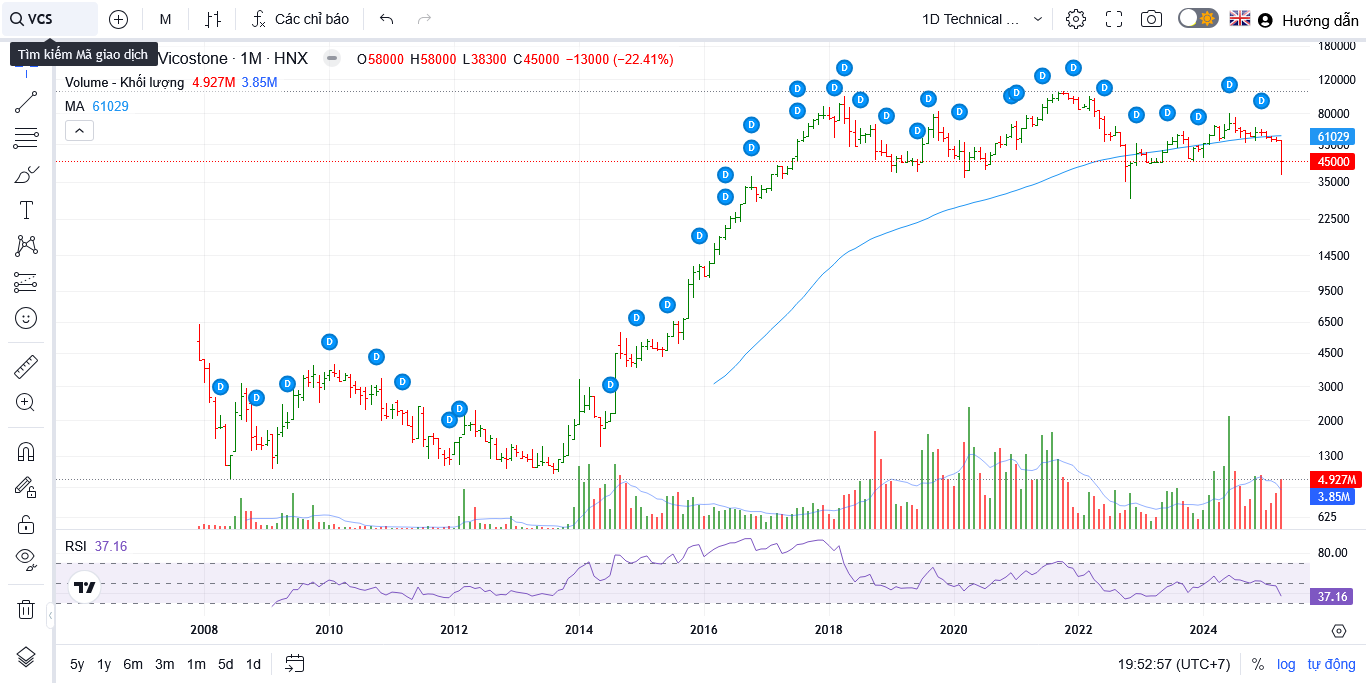 VCS
M
Các chỉ báo
1D Technical ...
Hướng dẫn
Tìm kiếm Mã giao dịch
Vicostone · 1M · HNX
O58000 H58000 L38300 C45000 −13000 (−22.41%)
Volume - Khối lượng 4.927M 3.85M
MA 61029
180000
120000
80000
61029
53000
45000
35000
22500
14500
9500
6500
4500
3000
2000
1300
4.927M
3.85M
625
D D D D D D D D D D D D D D D D D D D D D D D D D D D D D D D D D D D D D
RSI 37.16
80.00
37.16
2008 2010 2012 2014 2016 2018 2020 2022 2024
5y 1y 6m 3m 1m 5d 1d
19:52:57 (UTC+7) % log tự động